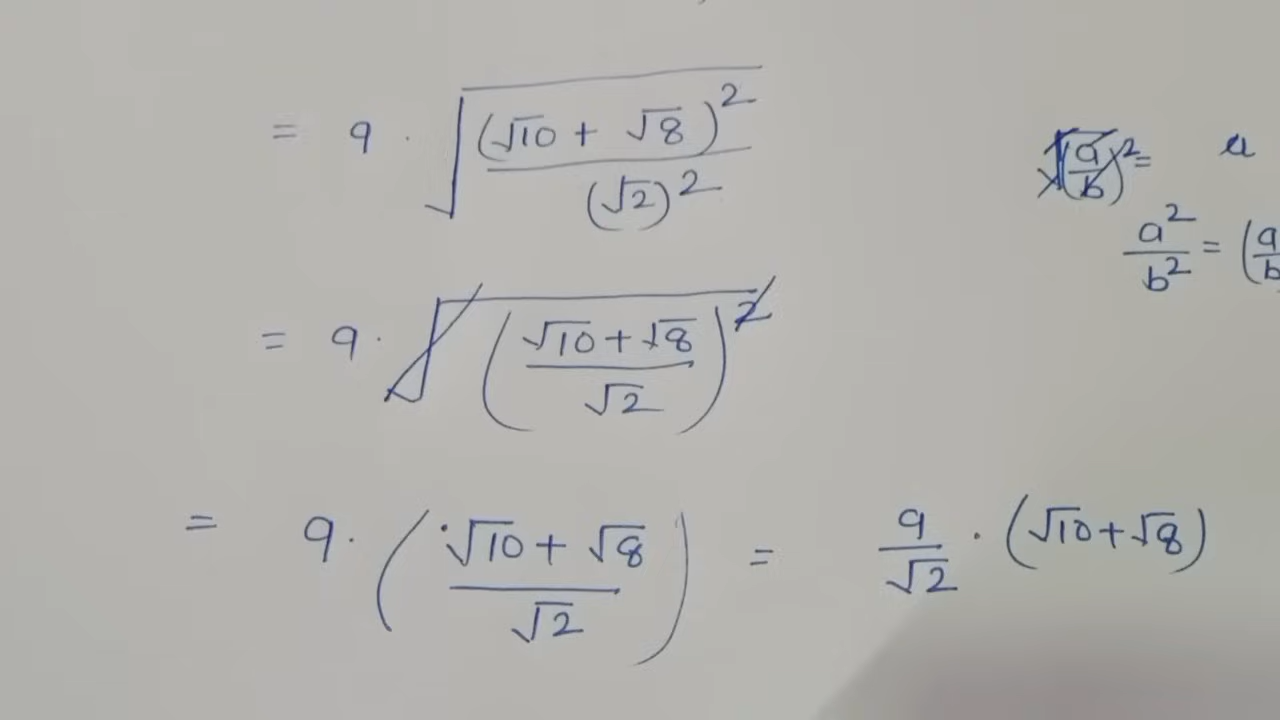 = 9 · √((√10 + √8)² / (√2)²)
√(a/b)² = a
a²/b² = (a/b
= 9 · √((√10 + √8) / √2)²
= 9 · ((√10 + √8) / √2) = 9/√2 · (√10 + √8)